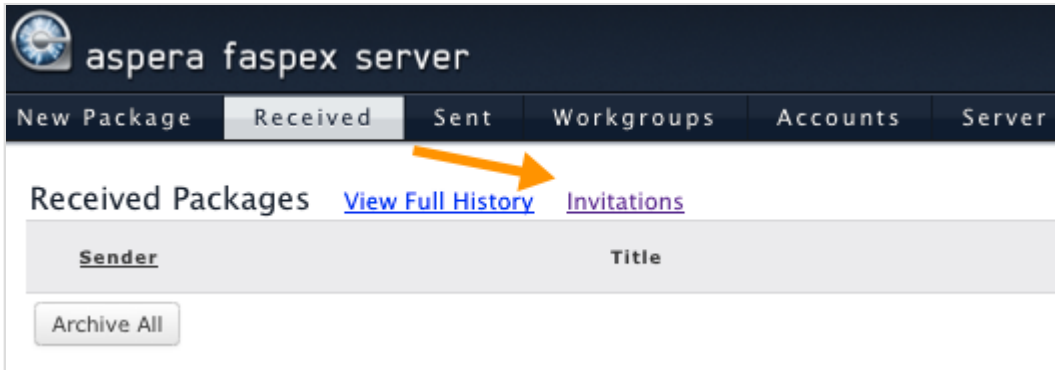 aspera faspex server
New Package Received Sent Workgroups Accounts Server
Received Packages View Full History Invitations
Sender Title
Archive All